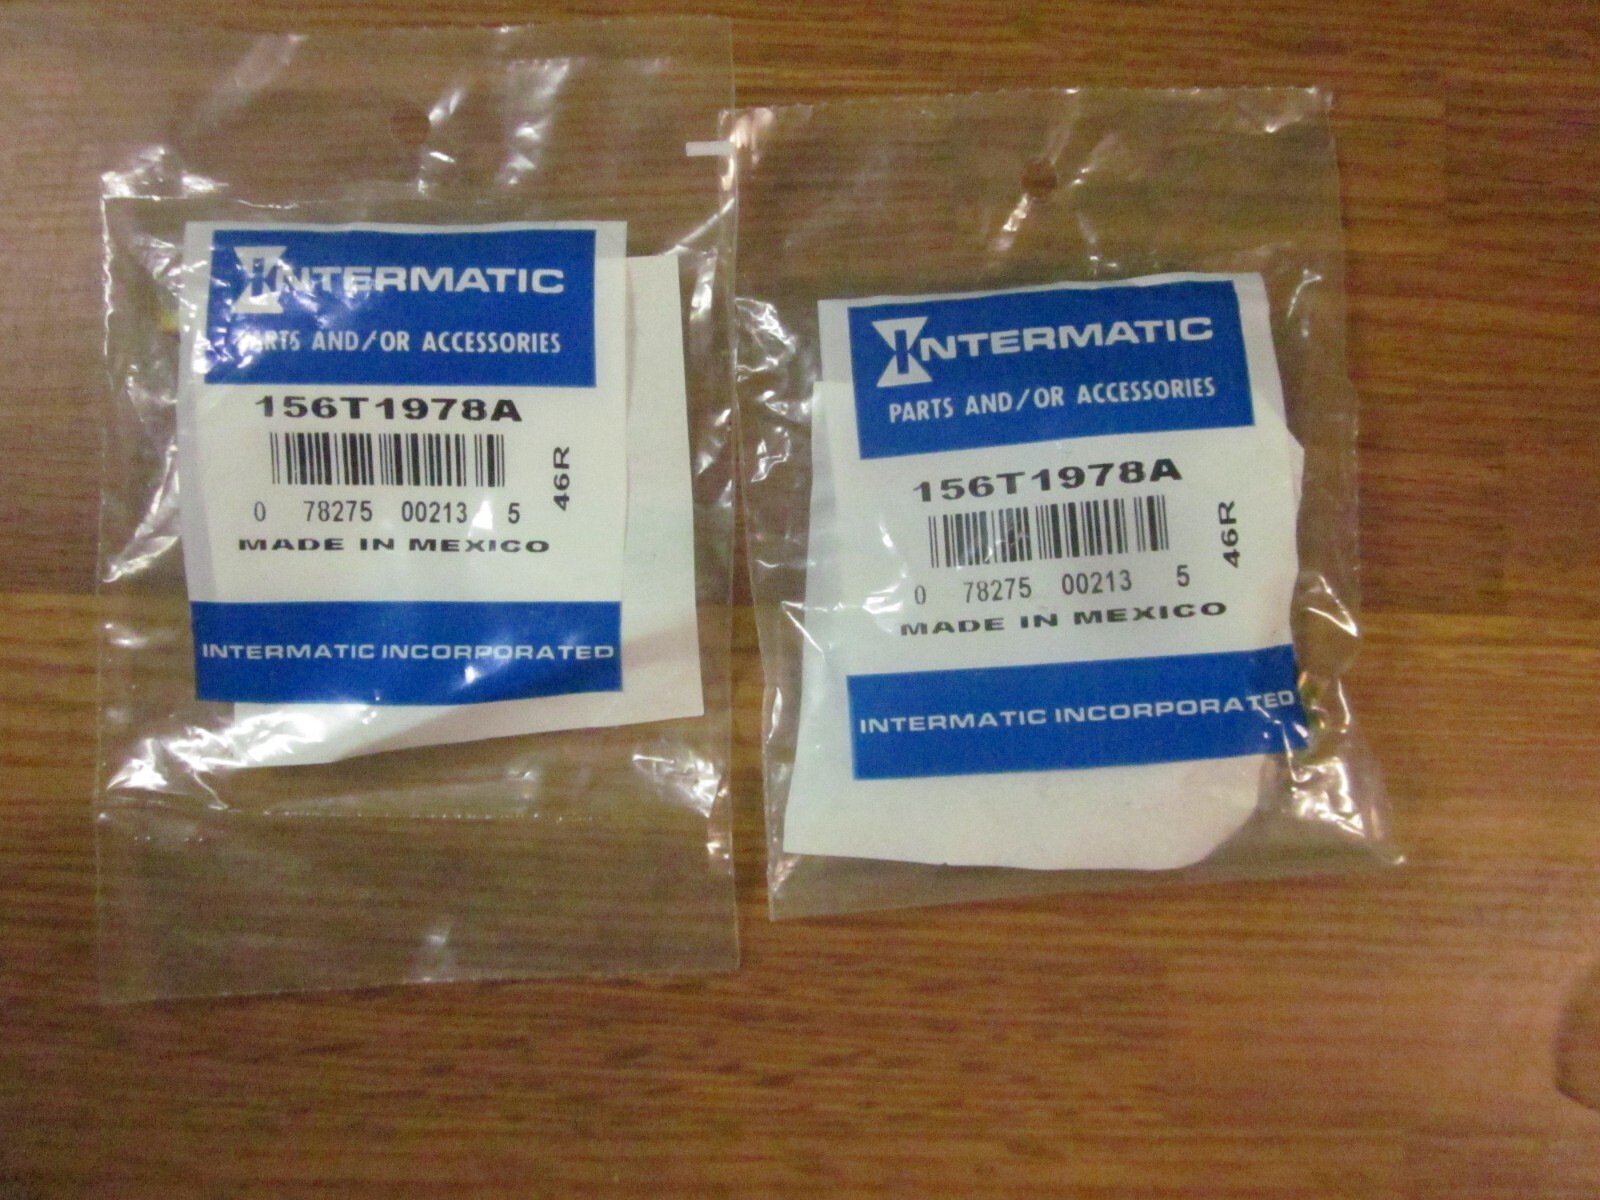 INTERMATIC
PARTS AND/OR ACCESSORIES
156T1978A
46R
0 78275 00213 5
MADE IN MEXICO
INTERMATIC INCORPORATED
INTERMATIC
PARTS AND/OR ACCESSORIES
156T1978A
46R
0 78275 00213 5
MADE IN MEXICO
INTERMATIC INCORPORATED